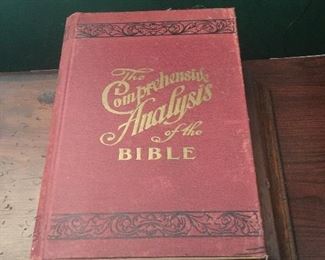 The
Comprehensive
Analysis
of the
BIBLE